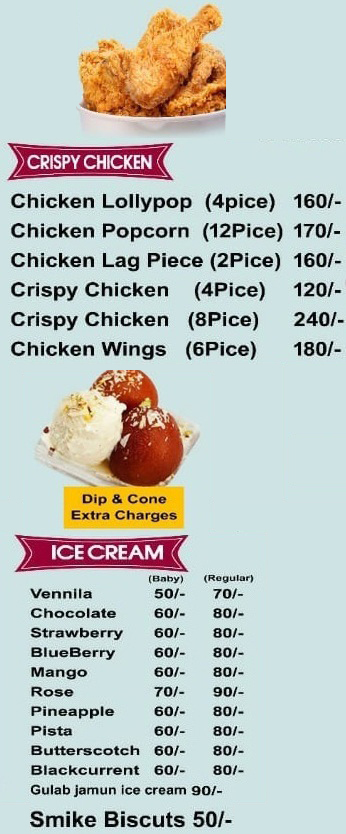 CRISPY CHICKEN
Chicken Lollypop (4pice) 160/-
Chicken Popcorn (12Pice) 170/-
Chicken Lag Piece (2Pice) 160/-
Crispy Chicken (4Pice) 120/-
Crispy Chicken (8Pice) 240/-
Chicken Wings (6Pice) 180/-
Dip & Cone
Extra Charges
ICE CREAM
(Baby) (Regular)
Vennila 50/- 70/-
Chocolate 60/- 80/-
Strawberry 60/- 80/-
BlueBerry 60/- 80/-
Mango 60/- 80/-
Rose 70/- 90/-
Pineapple 60/- 80/-
Pista 60/- 80/-
Butterscotch 60/- 80/-
Blackcurrent 60/- 80/-
Gulab jamun ice cream 90/-
Smike Biscuts 50/-